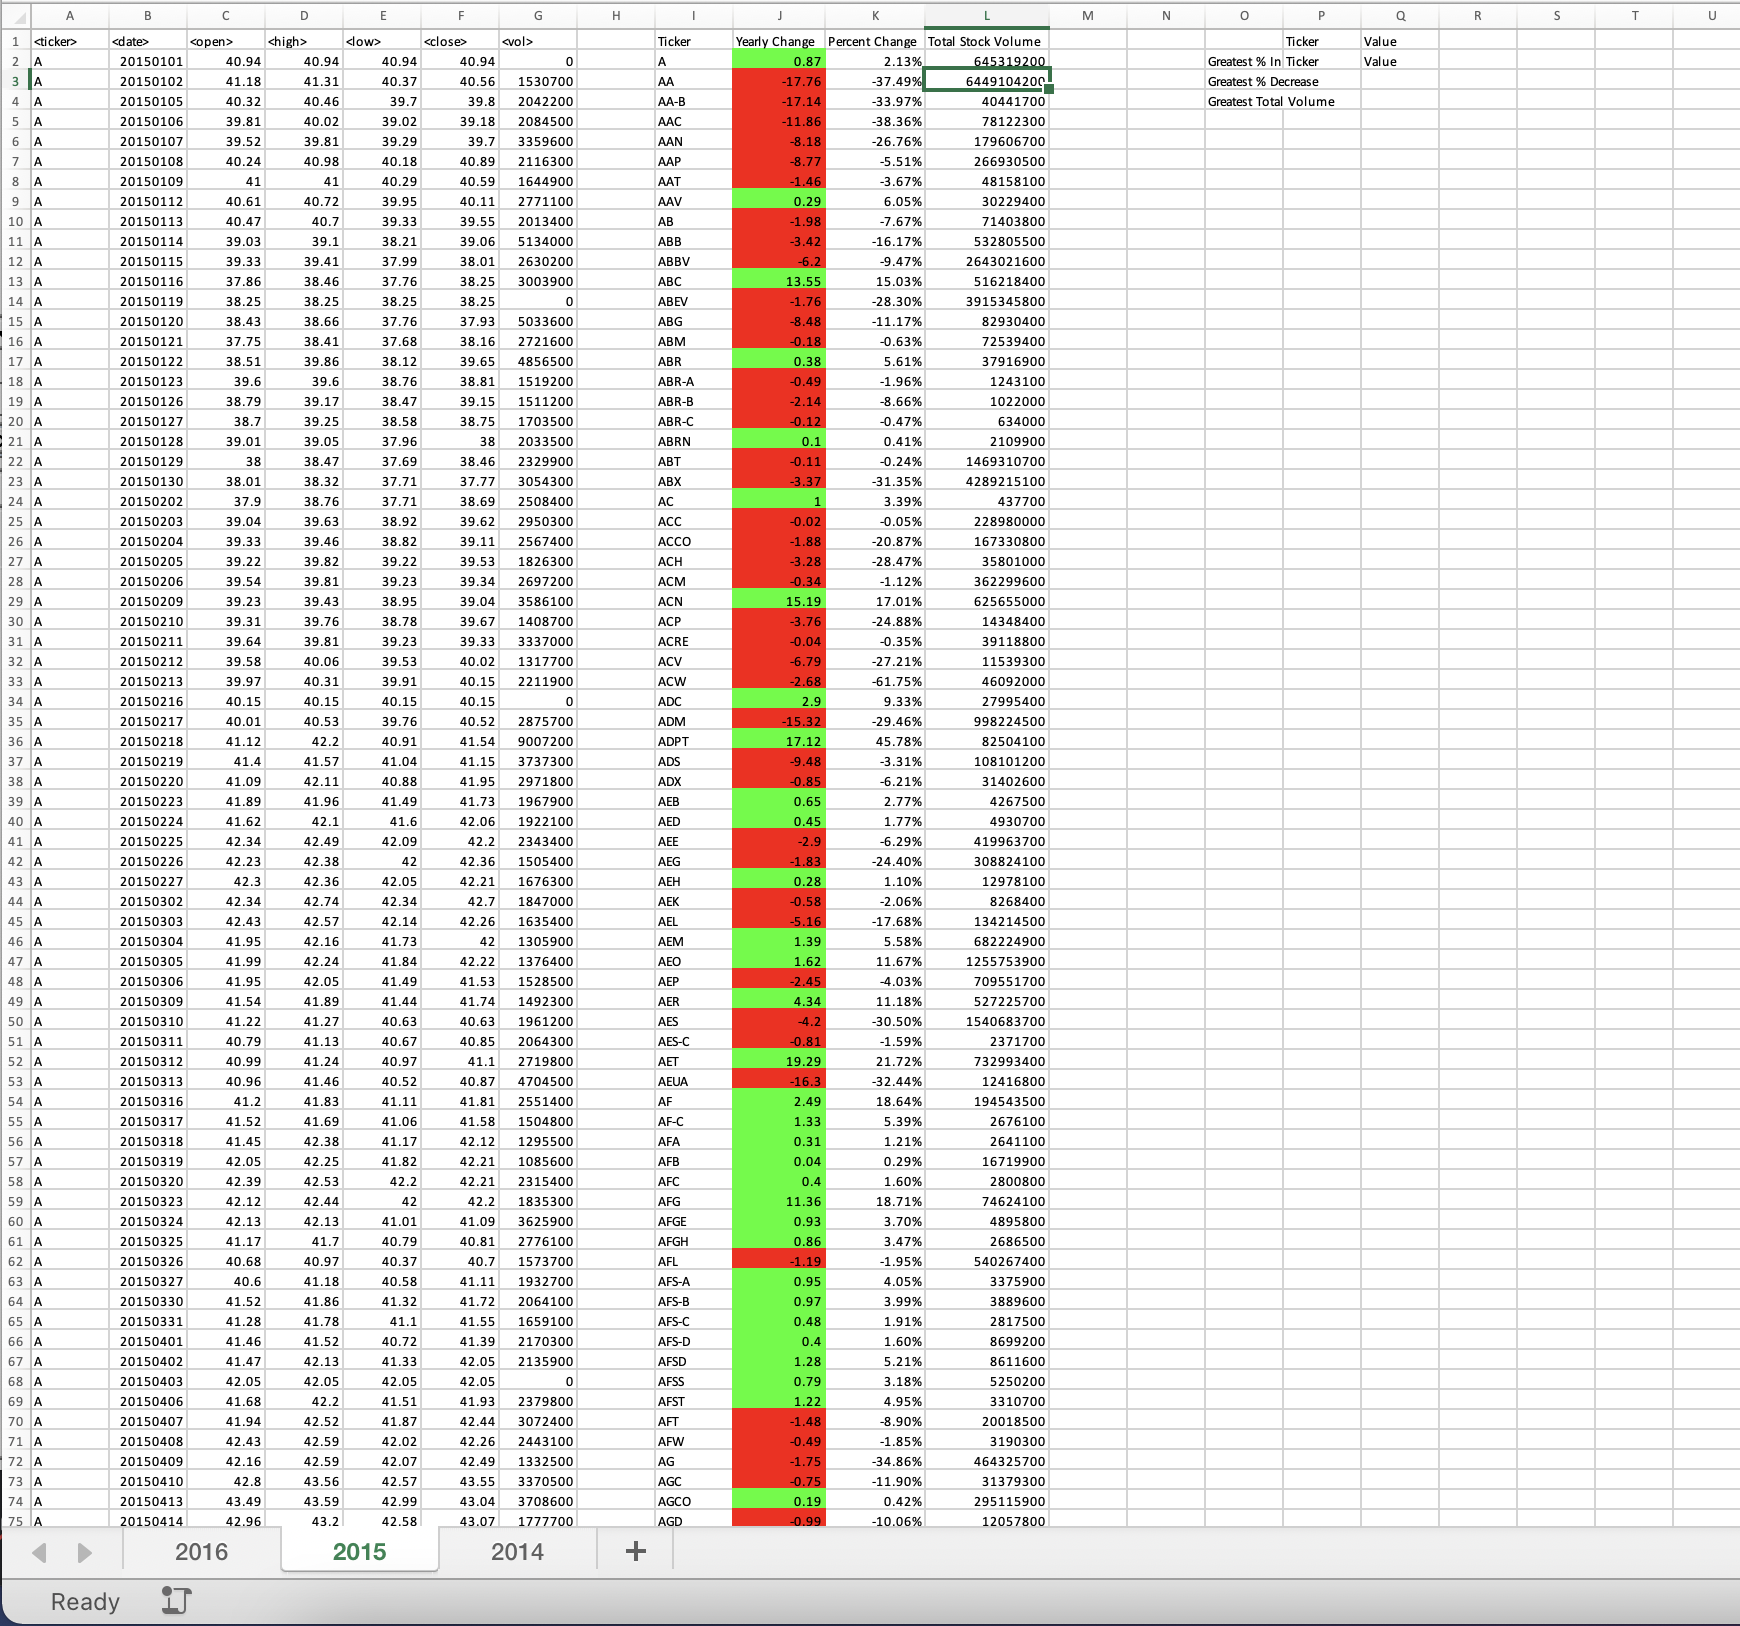 A B C D E F G H I J K L M N O P Q R S T U
1 <ticker> <date> <open> <high> <low> <close> <vol> Ticker Yearly Change Percent Change Total Stock Volume Ticker Value
2 A 20150101 40.94 40.94 40.94 40.94 0 A 0.87 2.13% 645319200 Greatest % In Ticker Value
3 A 20150102 41.18 41.31 40.37 40.56 1530700 AA -17.76 -37.49% 6449104200 Greatest % Decrease
4 A 20150105 40.32 40.46 39.7 39.8 2042200 AA-B -17.14 -33.97% 40441700 Greatest Total Volume
5 A 20150106 39.81 40.02 39.02 39.18 2084500 AAC -11.86 -38.36% 78122300
6 A 20150107 39.52 39.81 39.29 39.7 3359600 AAN -8.18 -26.76% 179606700
7 A 20150108 40.24 40.98 40.18 40.89 2116300 AAP -8.77 -5.51% 266930500
8 A 20150109 41 41 40.29 40.59 1644900 AAT -1.46 -3.67% 48158100
9 A 20150112 40.61 40.72 39.95 40.11 2771100 AAV 0.29 6.05% 30229400
10 A 20150113 40.47 40.7 39.33 39.55 2013400 AB -1.98 -7.67% 71403800
11 A 20150114 39.03 39.1 38.21 39.06 5134000 ABB -3.42 -16.17% 532805500
12 A 20150115 39.33 39.41 37.99 38.01 2630200 ABBV -6.2 -9.47% 2643021600
13 A 20150116 37.86 38.46 37.76 38.25 3003900 ABC 13.55 15.03% 516218400
14 A 20150119 38.25 38.25 38.25 38.25 0 ABEV -1.76 -28.30% 3915345800
15 A 20150120 38.43 38.66 37.76 37.93 5033600 ABG -8.48 -11.17% 82930400
16 A 20150121 37.75 38.41 37.68 38.16 2721600 ABM -0.18 -0.63% 72539400
17 A 20150122 38.51 39.86 38.12 39.65 4856500 ABR 0.38 5.61% 37916900
18 A 20150123 39.6 39.6 38.76 38.81 1519200 ABR-A -0.49 -1.96% 1243100
19 A 20150126 38.79 39.17 38.47 39.15 1511200 ABR-B -2.14 -8.66% 1022000
20 A 20150127 38.7 39.25 38.58 38.75 1703500 ABR-C -0.12 -0.47% 634000
21 A 20150128 39.01 39.05 37.96 38 2033500 ABRN 0.1 0.41% 2109900
22 A 20150129 38 38.47 37.69 38.46 2329900 ABT -0.11 -0.24% 1469310700
23 A 20150130 38.01 38.32 37.71 37.77 3054300 ABX -3.37 -31.35% 4289215100
24 A 20150202 37.9 38.76 37.71 38.69 2508400 AC 1 3.39% 437700
25 A 20150203 39.04 39.63 38.92 39.62 2950300 ACC -0.02 -0.05% 228980000
26 A 20150204 39.33 39.46 38.82 39.11 2567400 ACCO -1.88 -20.87% 167330800
27 A 20150205 39.22 39.82 39.22 39.53 1826300 ACH -3.28 -28.47% 35801000
28 A 20150206 39.54 39.81 39.23 39.34 2697200 ACM -0.34 -1.12% 362299600
29 A 20150209 39.23 39.43 38.95 39.04 3586100 ACN 15.19 17.01% 625655000
30 A 20150210 39.31 39.76 38.78 39.67 1408700 ACP -3.76 -24.88% 14348400
31 A 20150211 39.64 39.81 39.23 39.33 3337000 ACRE -0.04 -0.35% 39118800
32 A 20150212 39.58 40.06 39.53 40.02 1317700 ACV -6.79 -27.21% 11539300
33 A 20150213 39.97 40.31 39.91 40.15 2211900 ACW -2.68 -61.75% 46092000
34 A 20150216 40.15 40.15 40.15 40.15 0 ADC 2.9 9.33% 27995400
35 A 20150217 40.01 40.53 39.76 40.52 2875700 ADM -15.32 -29.46% 998224500
36 A 20150218 41.12 42.2 40.91 41.54 9007200 ADPT 17.12 45.78% 82504100
37 A 20150219 41.4 41.57 41.04 41.15 3737300 ADS -9.48 -3.31% 108101200
38 A 20150220 41.09 42.11 40.88 41.95 2971800 ADX -0.85 -6.21% 31402600
39 A 20150223 41.89 41.96 41.49 41.73 1967900 AEB 0.65 2.77% 4267500
40 A 20150224 41.62 42.1 41.6 42.06 1922100 AED 0.45 1.77% 4930700
41 A 20150225 42.34 42.49 42.09 42.2 2343400 AEE -2.9 -6.29% 419963700
42 A 20150226 42.23 42.38 42 42.36 1505400 AEG -1.83 -24.40% 308824100
43 A 20150227 42.3 42.36 42.05 42.21 1676300 AEH 0.28 1.10% 12978100
44 A 20150302 42.34 42.74 42.34 42.7 1847000 AEK -0.58 -2.06% 8268400
45 A 20150303 42.43 42.57 42.14 42.26 1635400 AEL -5.16 -17.68% 134214500
46 A 20150304 41.95 42.16 41.73 42 1305900 AEM 1.39 5.58% 682224900
47 A 20150305 41.99 42.24 41.84 42.22 1376400 AEO 1.62 11.67% 1255753900
48 A 20150306 41.95 42.05 41.49 41.53 1528500 AEP -2.45 -4.03% 709551700
49 A 20150309 41.54 41.89 41.44 41.74 1492300 AER 4.34 11.18% 527225700
50 A 20150310 41.22 41.27 40.63 40.63 1961200 AES -4.2 -30.50% 1540683700
51 A 20150311 40.79 41.13 40.67 40.85 2064300 AES-C -0.81 -1.59% 2371700
52 A 20150312 40.99 41.24 40.97 41.1 2719800 AET 19.29 21.72% 732993400
53 A 20150313 40.96 41.46 40.52 40.87 4704500 AEUA -16.3 -32.44% 12416800
54 A 20150316 41.2 41.83 41.11 41.81 2551400 AF 2.49 18.64% 194543500
55 A 20150317 41.52 41.69 41.06 41.58 1504800 AF-C 1.33 5.39% 2676100
56 A 20150318 41.45 42.38 41.17 42.12 1295500 AFA 0.31 1.21% 2641100
57 A 20150319 42.05 42.25 41.82 42.21 1085600 AFB 0.04 0.29% 16719900
58 A 20150320 42.39 42.53 42.2 42.21 2315400 AFC 0.4 1.60% 2800800
59 A 20150323 42.12 42.44 42 42.2 1835300 AFG 11.36 18.71% 74624100
60 A 20150324 42.13 42.13 41.01 41.09 3625900 AFGE 0.93 3.70% 4895800
61 A 20150325 41.17 41.7 40.79 40.81 2776100 AFGH 0.86 3.47% 2686500
62 A 20150326 40.68 40.97 40.37 40.7 1573700 AFL -1.19 -1.95% 540267400
63 A 20150327 40.6 41.18 40.58 41.11 1932700 AFS-A 0.95 4.05% 3375900
64 A 20150330 41.52 41.86 41.32 41.72 2064100 AFS-B 0.97 3.99% 3889600
65 A 20150331 41.28 41.78 41.1 41.55 1659100 AFS-C 0.48 1.91% 2817500
66 A 20150401 41.46 41.52 40.72 41.39 2170300 AFS-D 0.4 1.60% 8699200
67 A 20150402 41.47 42.13 41.33 42.05 2135900 AFSD 1.28 5.21% 8611600
68 A 20150403 42.05 42.05 42.05 42.05 0 AFSS 0.79 3.18% 5250200
69 A 20150406 41.68 42.2 41.51 41.93 2379800 AFST 1.22 4.95% 3310700
70 A 20150407 41.94 42.52 41.87 42.44 3072400 AFT -1.48 -8.90% 20018500
71 A 20150408 42.43 42.59 42.02 42.26 2443100 AFW -0.49 -1.85% 3190300
72 A 20150409 42.16 42.59 42.07 42.49 1332500 AG -1.75 -34.86% 464325700
73 A 20150410 42.8 43.56 42.57 43.55 3370500 AGC -0.75 -11.90% 31379300
74 A 20150413 43.49 43.59 42.99 43.04 3708600 AGCO 0.19 0.42% 295115900
75 A 20150414 42.96 43.2 42.58 43.07 1777700 AGD -0.99 -10.06% 12057800
2016 2015 2014 +
Ready